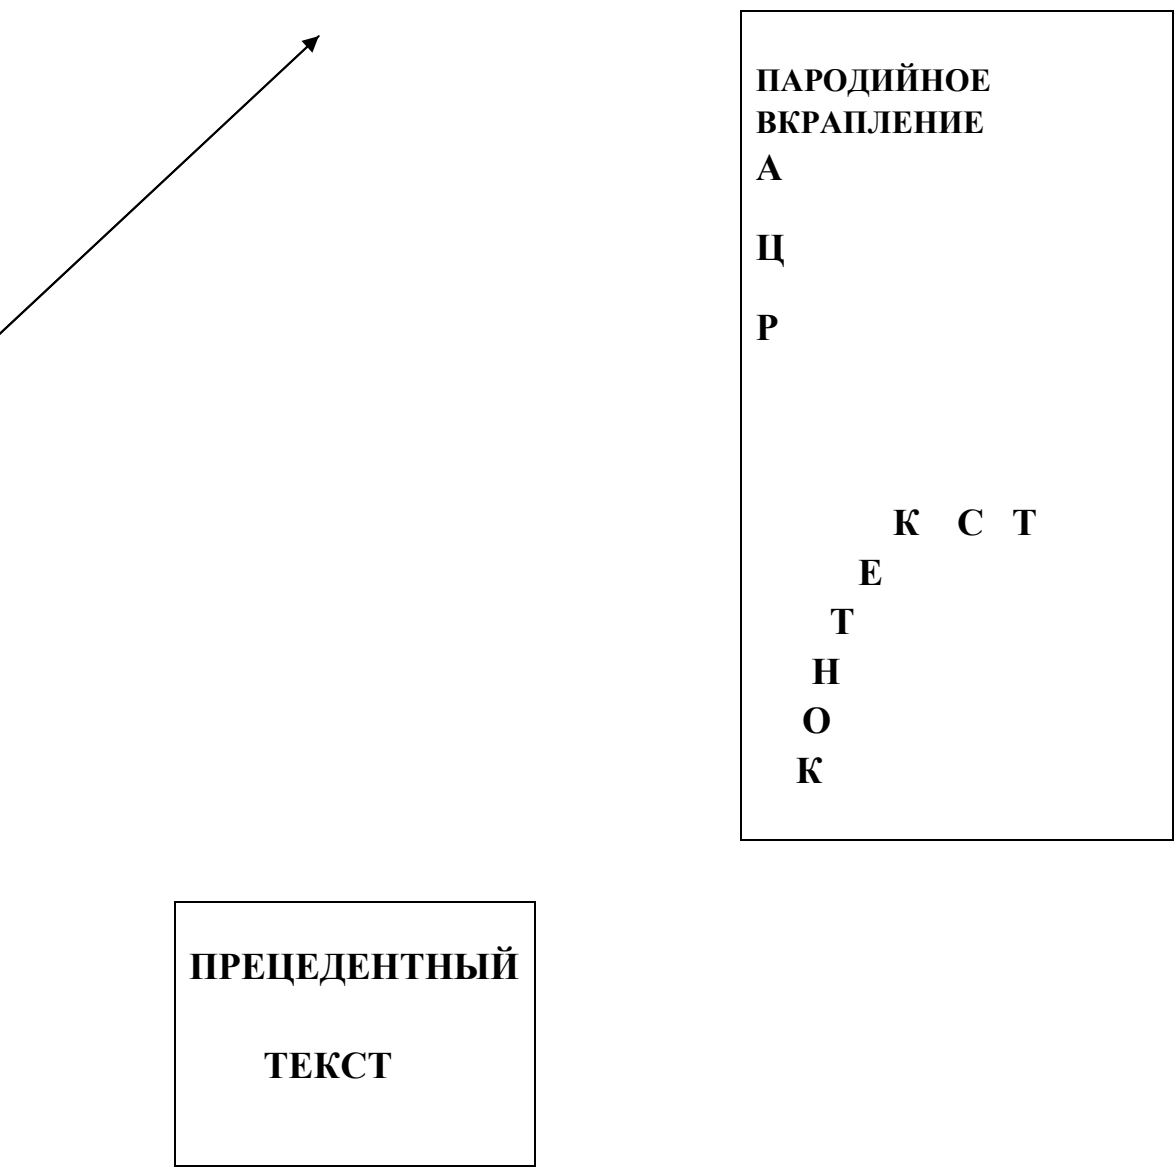 ПАРОДИЙНОЕ
ВКРАПЛЕНИЕ
А
Ц
Р
К С Т
Е
Т
Н
О
К
ПРЕЦЕДЕНТНЫЙ
ТЕКСТ